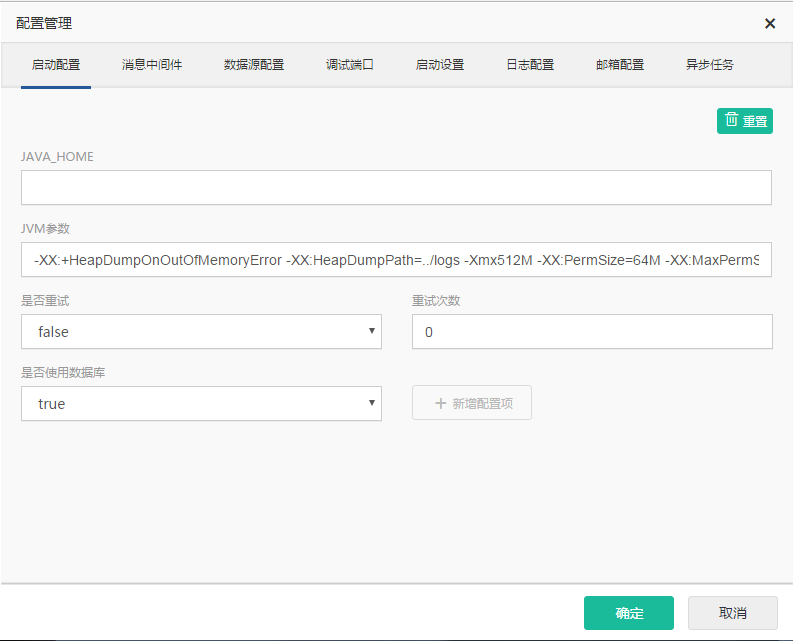 配置管理
启动配置 消息中间件 数据源配置 调试端口 启动设置 日志配置 邮箱配置 异步任务
重置
JAVA_HOME
JVM参数
-XX:+HeapDumpOnOutOfMemoryError -XX:HeapDumpPath=../logs -Xmx512M -XX:PermSize=64M -XX:MaxPermS
是否重试 重试次数
false 0
是否使用数据库
true 新增配置项
确定 取消